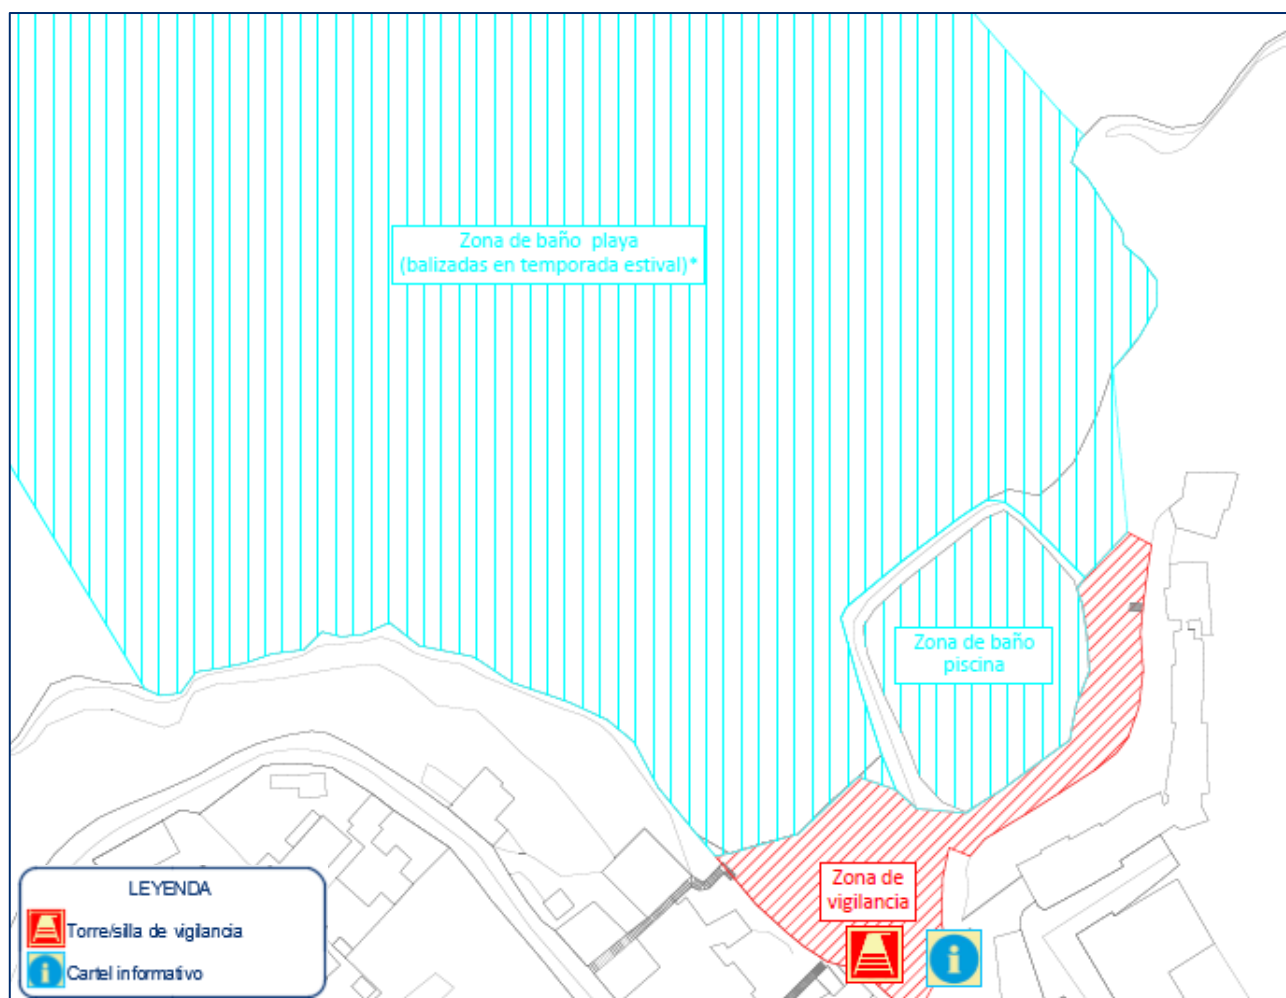 Zona de baño playa
(balizadas en temporada estival)*
Zona de baño
piscina
Zona de
vigilancia
LEYENDA
Torre/silla de vigilancia
Cartel informativo